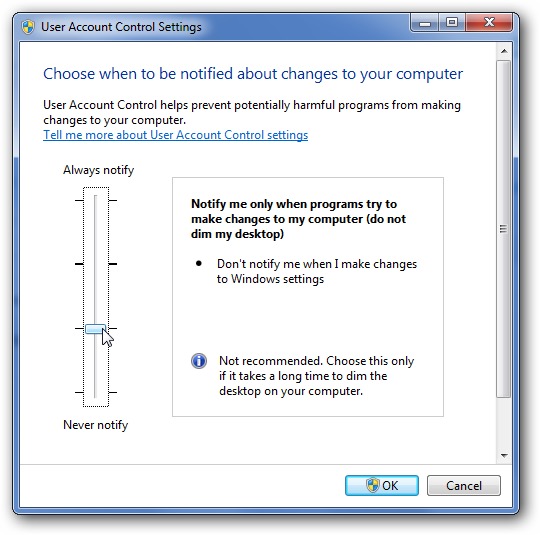 User Account Control Settings
Choose when to be notified about changes to your computer
User Account Control helps prevent potentially harmful programs from making
changes to your computer.
Tell me more about User Account Control settings
Always notify
Notify me only when programs try to
make changes to my computer (do not
dim my desktop)
• Don't notify me when I make changes
to Windows settings
Not recommended. Choose this only
if it takes a long time to dim the
desktop on your computer.
Never notify
OK
Cancel